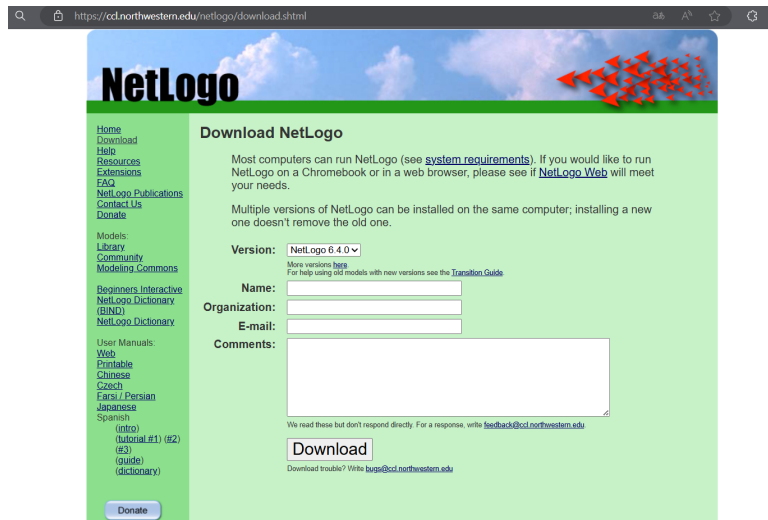 https://ccl.northwestern.edu/netlogo/download.shtml
NetLogo
Home
Download
Help
Resources
Extensions
FAQ
NetLogo Publications
Contact Us
Donate
Models:
Library
Community
Modeling Commons
Beginners Interactive
NetLogo Dictionary
(BIND)
NetLogo Dictionary
User Manuals:
Web
Printable
Chinese
Czech
Farsi / Persian
Japanese
Spanish
(intro)
(tutorial #1) (#2)
(#3)
(guide)
(dictionary)
Donate
Download NetLogo
Most computers can run NetLogo (see system requirements). If you would like to run
NetLogo on a Chromebook or in a web browser, please see if NetLogo Web will meet
your needs.
Multiple versions of NetLogo can be installed on the same computer; installing a new
one doesn't remove the old one.
Version: NetLogo 6.4.0
More versions here
For help using old models with new versions see the Transition Guide
Name:
Organization:
E-mail:
Comments:
We read these but don't respond directly. For a response, write feedback@ccl.northwestern.edu
Download
Download trouble? Write bugs@ccl.northwestern.edu